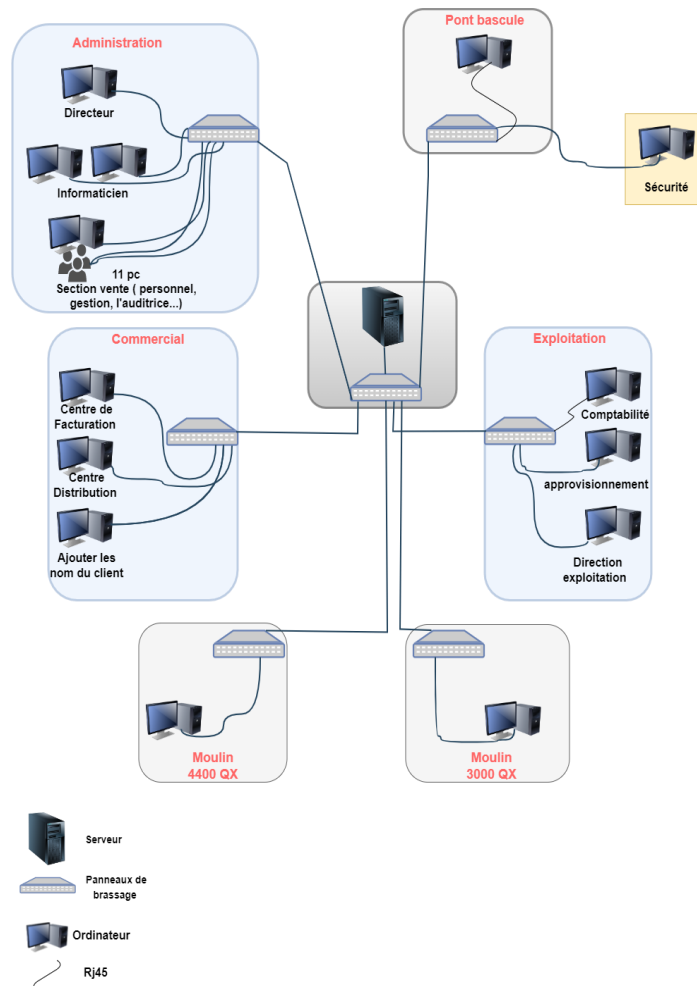 Administration
Directeur
Informaticien
11 pc
Section vente ( personnel,
gestion, l'auditrice...)
Pont bascule
Sécurité
Commercial
Centre de
Facturation
Centre
Distribution
Ajouter les
nom du client
Exploitation
Comptabilité
approvisionnement
Direction
exploitation
Moulin
4400 QX
Moulin
3000 QX
Serveur
Panneaux de
brassage
Ordinateur
Rj45